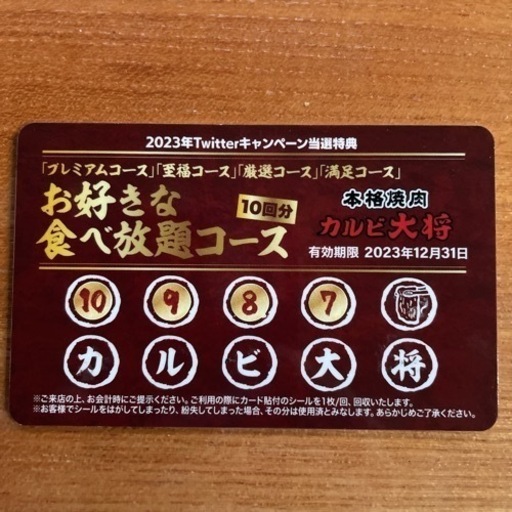 2023年Twitterキャンペーン当選特典
「プレミアムコース」「至福コース」「厳選コース」「満足コース」
お好きな
食べ放題コース
10回分
本格焼肉
カルビ大将
有効期限 2023年12月31日
10 9 8 7
カ ル ビ 大 将
※ご来店の上、お会計時にご提示ください。ご利用の際にカード貼付のシールを1枚/回、回収いたします。
※お客様でシールをはがしてしまったり、紛失してしまった場合、その分は使用済とみなします。あらかじめご了承ください。